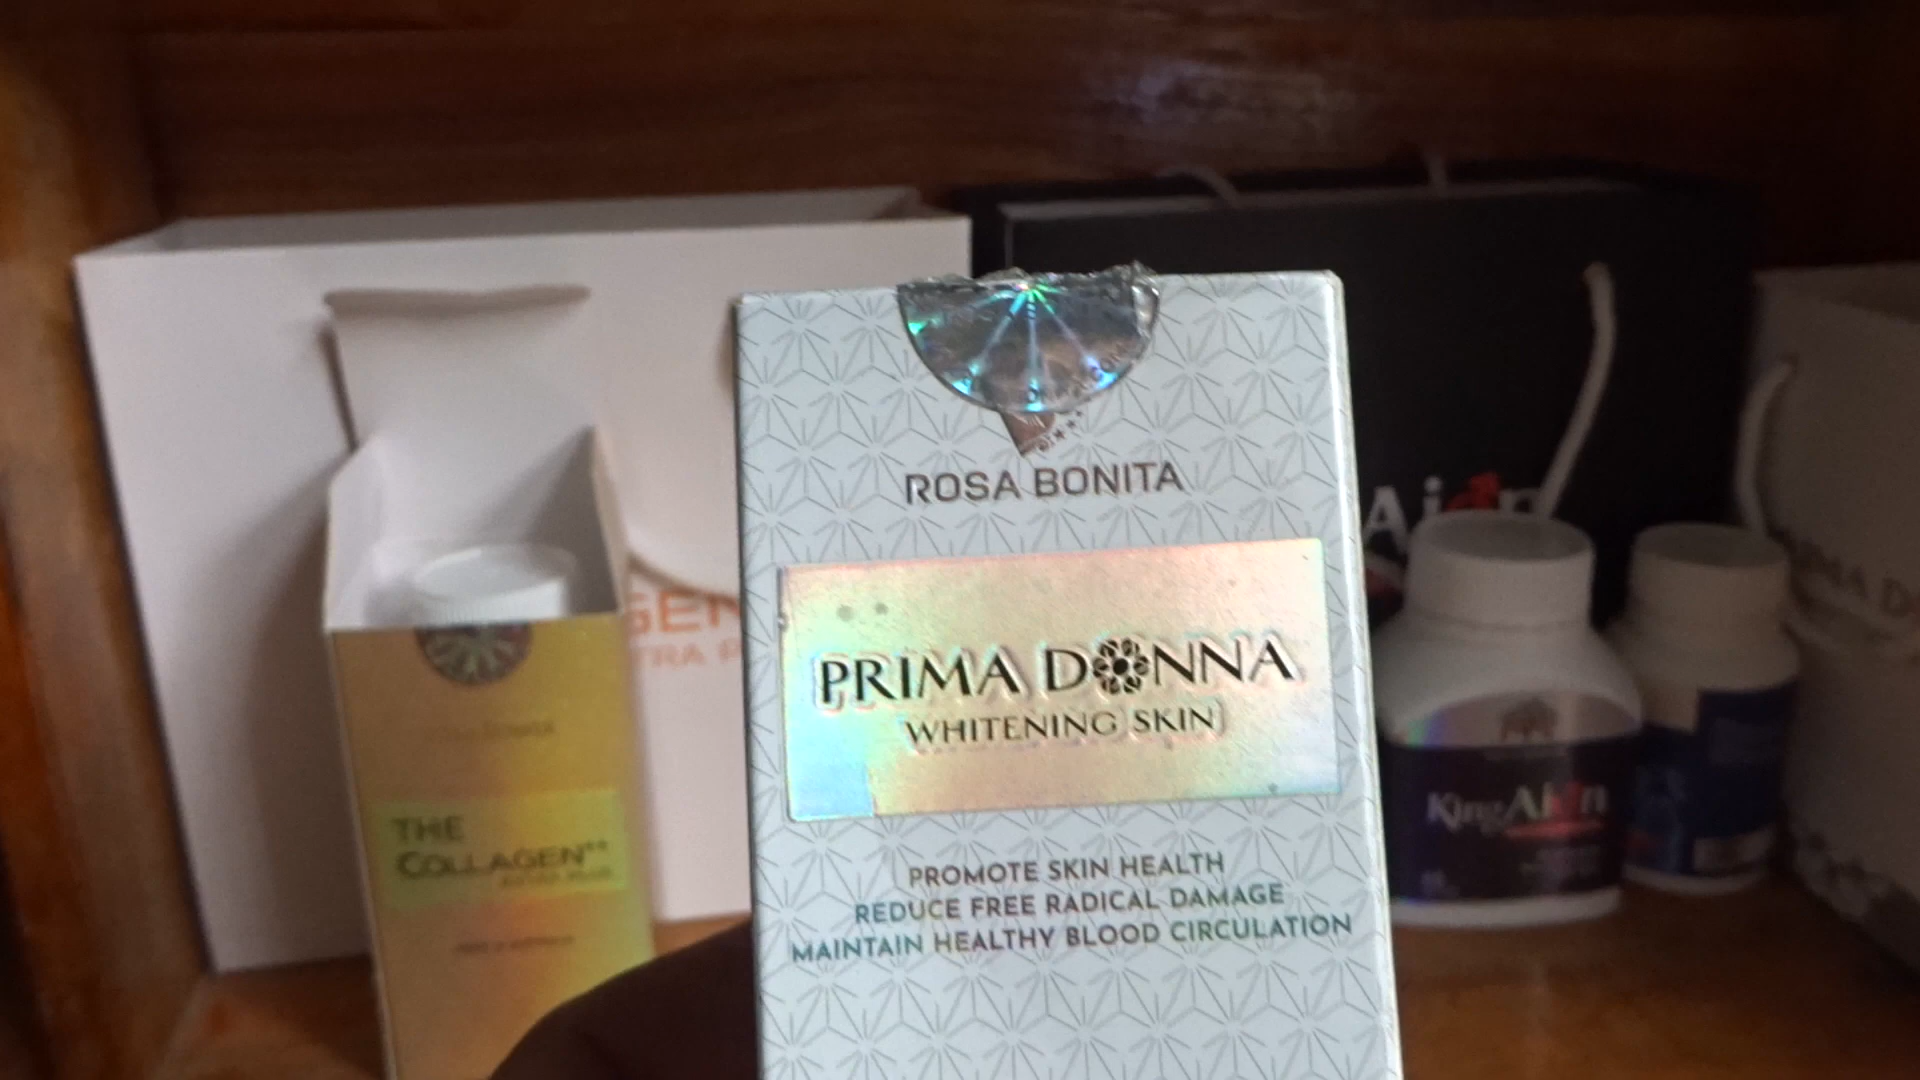 ROSA BONITA
PRIMA DONNA
WHITENING SKIN
PROMOTE SKIN HEALTH
REDUCE FREE RADICAL DAMAGE
MAINTAIN HEALTHY BLOOD CIRCULATION
THE
COLLAGEN**
KingAion